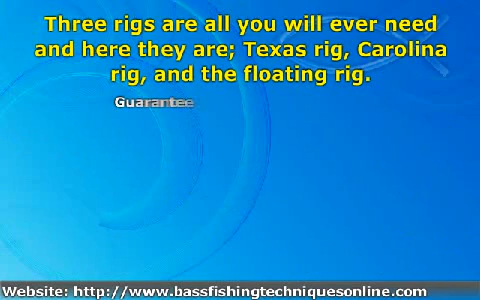 Three rigs are all you will ever need
and here they are; Texas rig, Carolina
rig, and the floating rig.
Guarantee
Website: http://www.bassfishingtechniquesonline.com